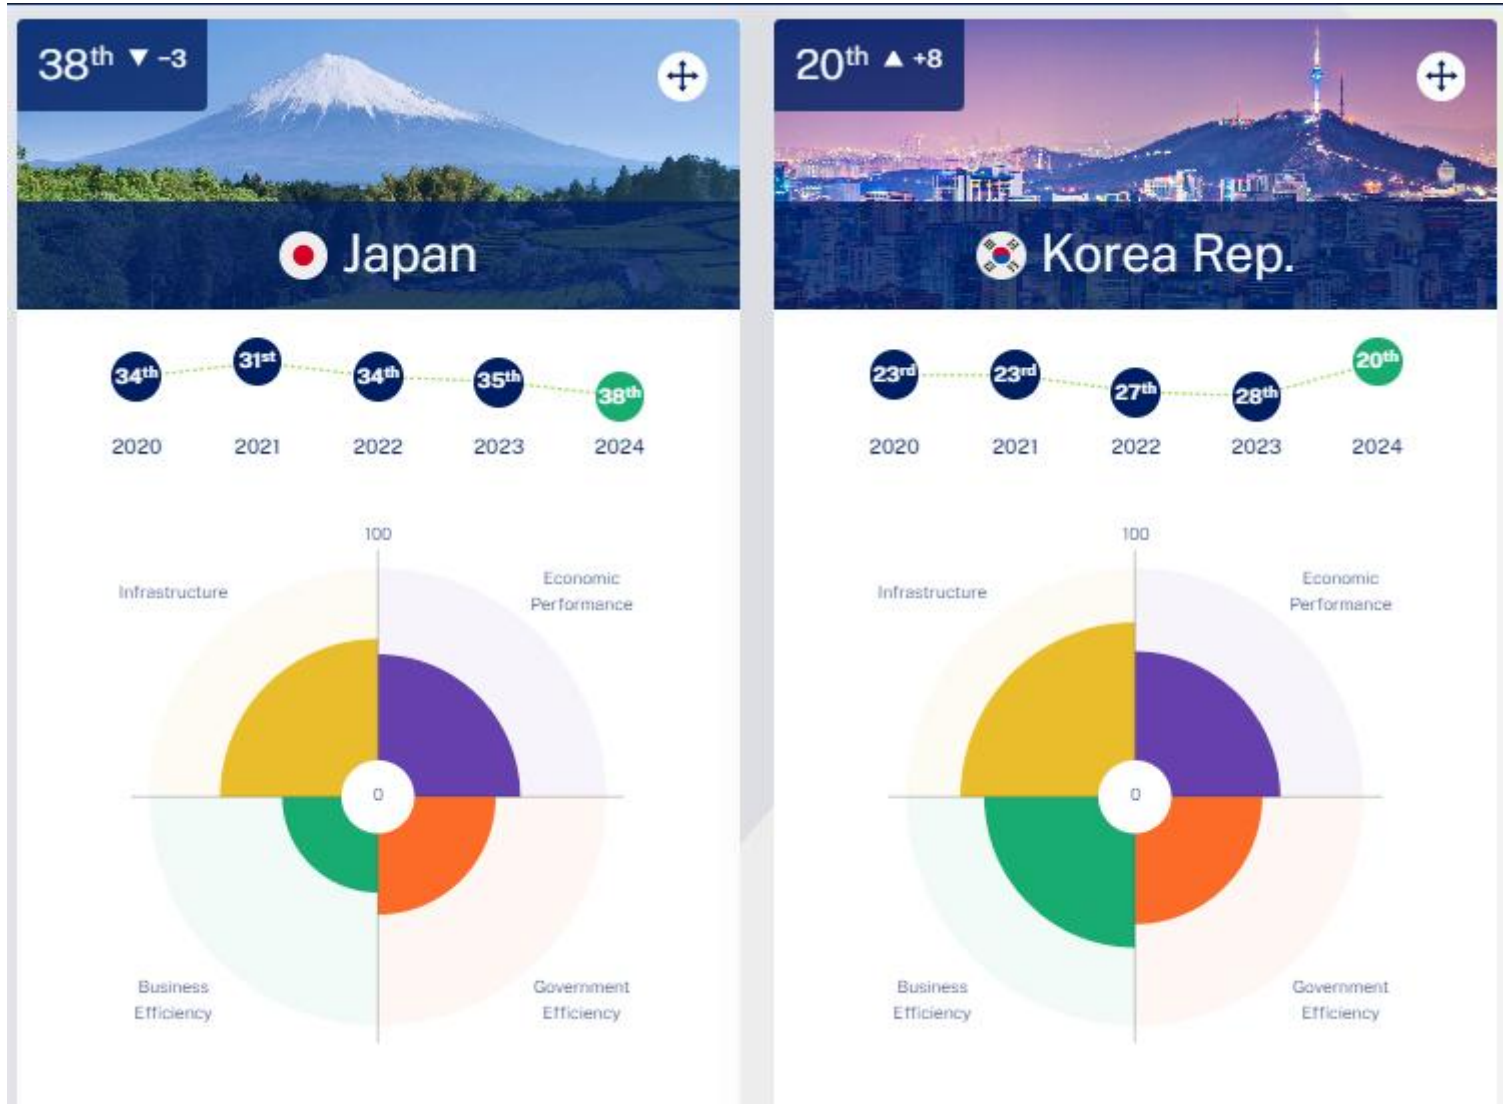 38th ▼ -3
Japan
34th 31st 34th 35th 38th
2020 2021 2022 2023 2024
100
Infrastructure
Economic
Performance
0
Business
Efficiency
Government
Efficiency
20th ▲ +8
Korea Rep.
23rd 23rd 27th 28th 20th
2020 2021 2022 2023 2024
100
Infrastructure
Economic
Performance
0
Business
Efficiency
Government
Efficiency